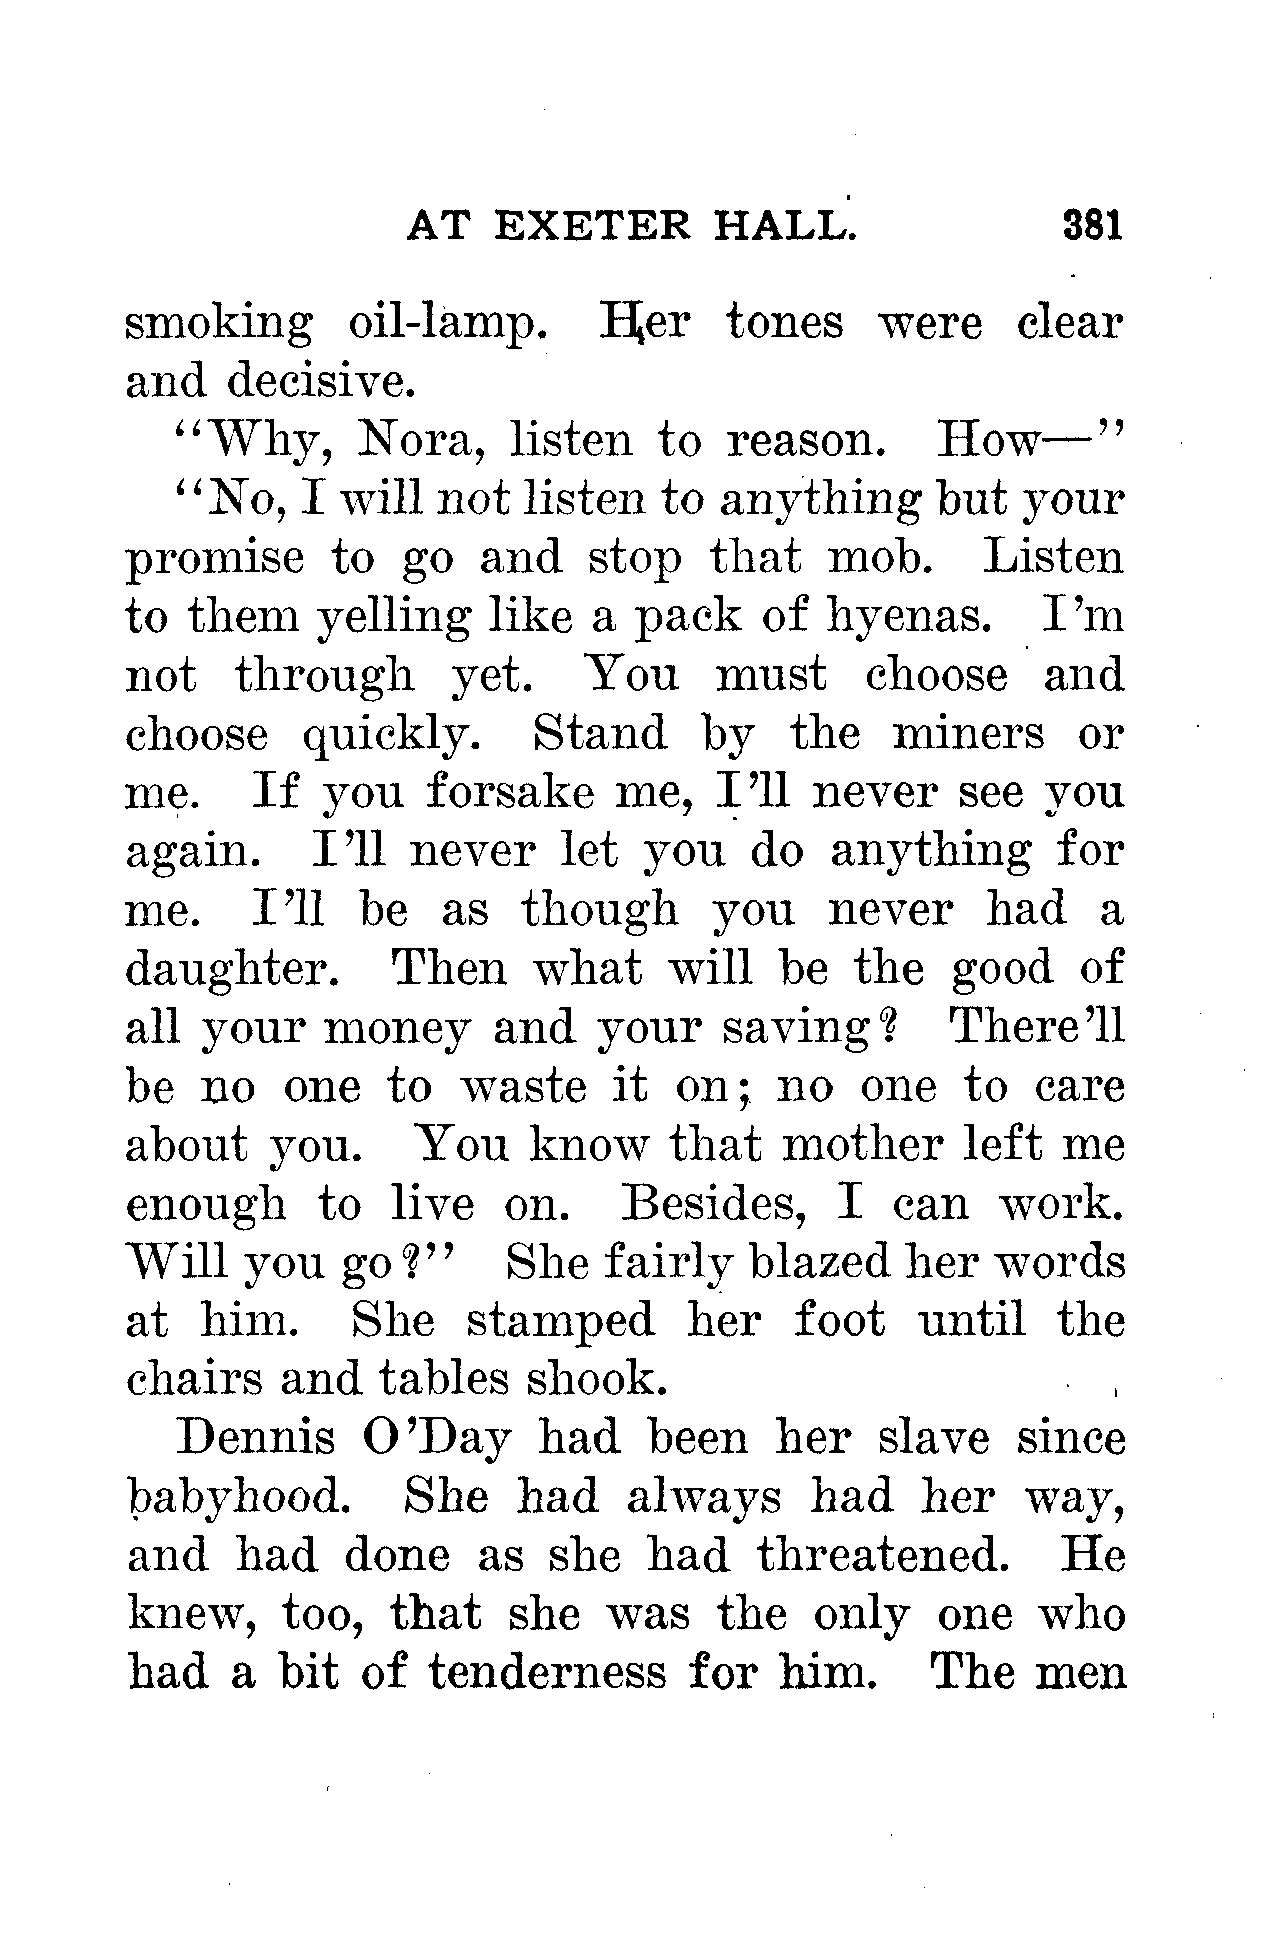 AT EXETER HALL. 381
smoking oil-lamp. Her tones were clear
and decisive.
"Why, Nora, listen to reason. How—"
"No, I will not listen to anything but your
promise to go and stop that mob. Listen
to them yelling like a pack of hyenas. I'm
not through yet. You must choose and
choose quickly. Stand by the miners or
me. If you forsake me, I'll never see you
again. I'll never let you do anything for
me. I'll be as though you never had a
daughter. Then what will be the good of
all your money and your saving? There'll
be no one to waste it on; no one to care
about you. You know that mother left me
enough to live on. Besides, I can work.
Will you go?" She fairly blazed her words
at him. She stamped her foot until the
chairs and tables shook.
Dennis O'Day had been her slave since
babyhood. She had always had her way,
and had done as she had threatened. He
knew, too, that she was the only one who
had a bit of tenderness for him. The men